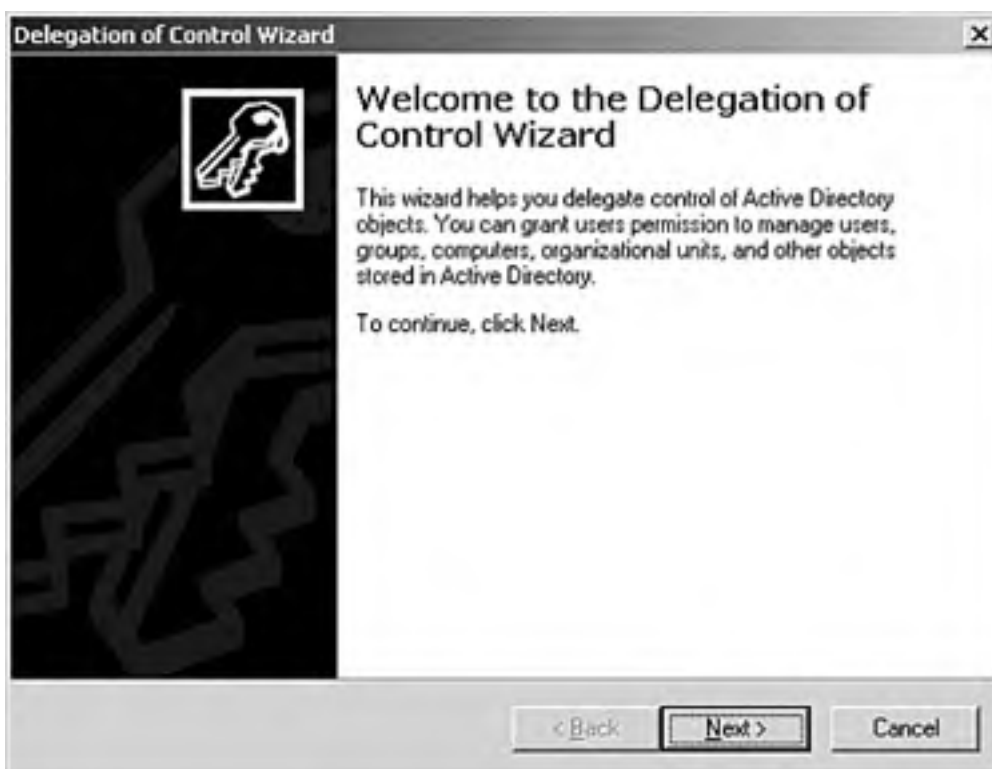 Delegation of Control Wizard
Welcome to the Delegation of
Control Wizard
This wizard helps you delegate control of Active Directory
objects. You can grant users permission to manage users,
groups, computers, organizational units, and other objects
stored in Active Directory.
To continue, click Next.
< Back
Next >
Cancel